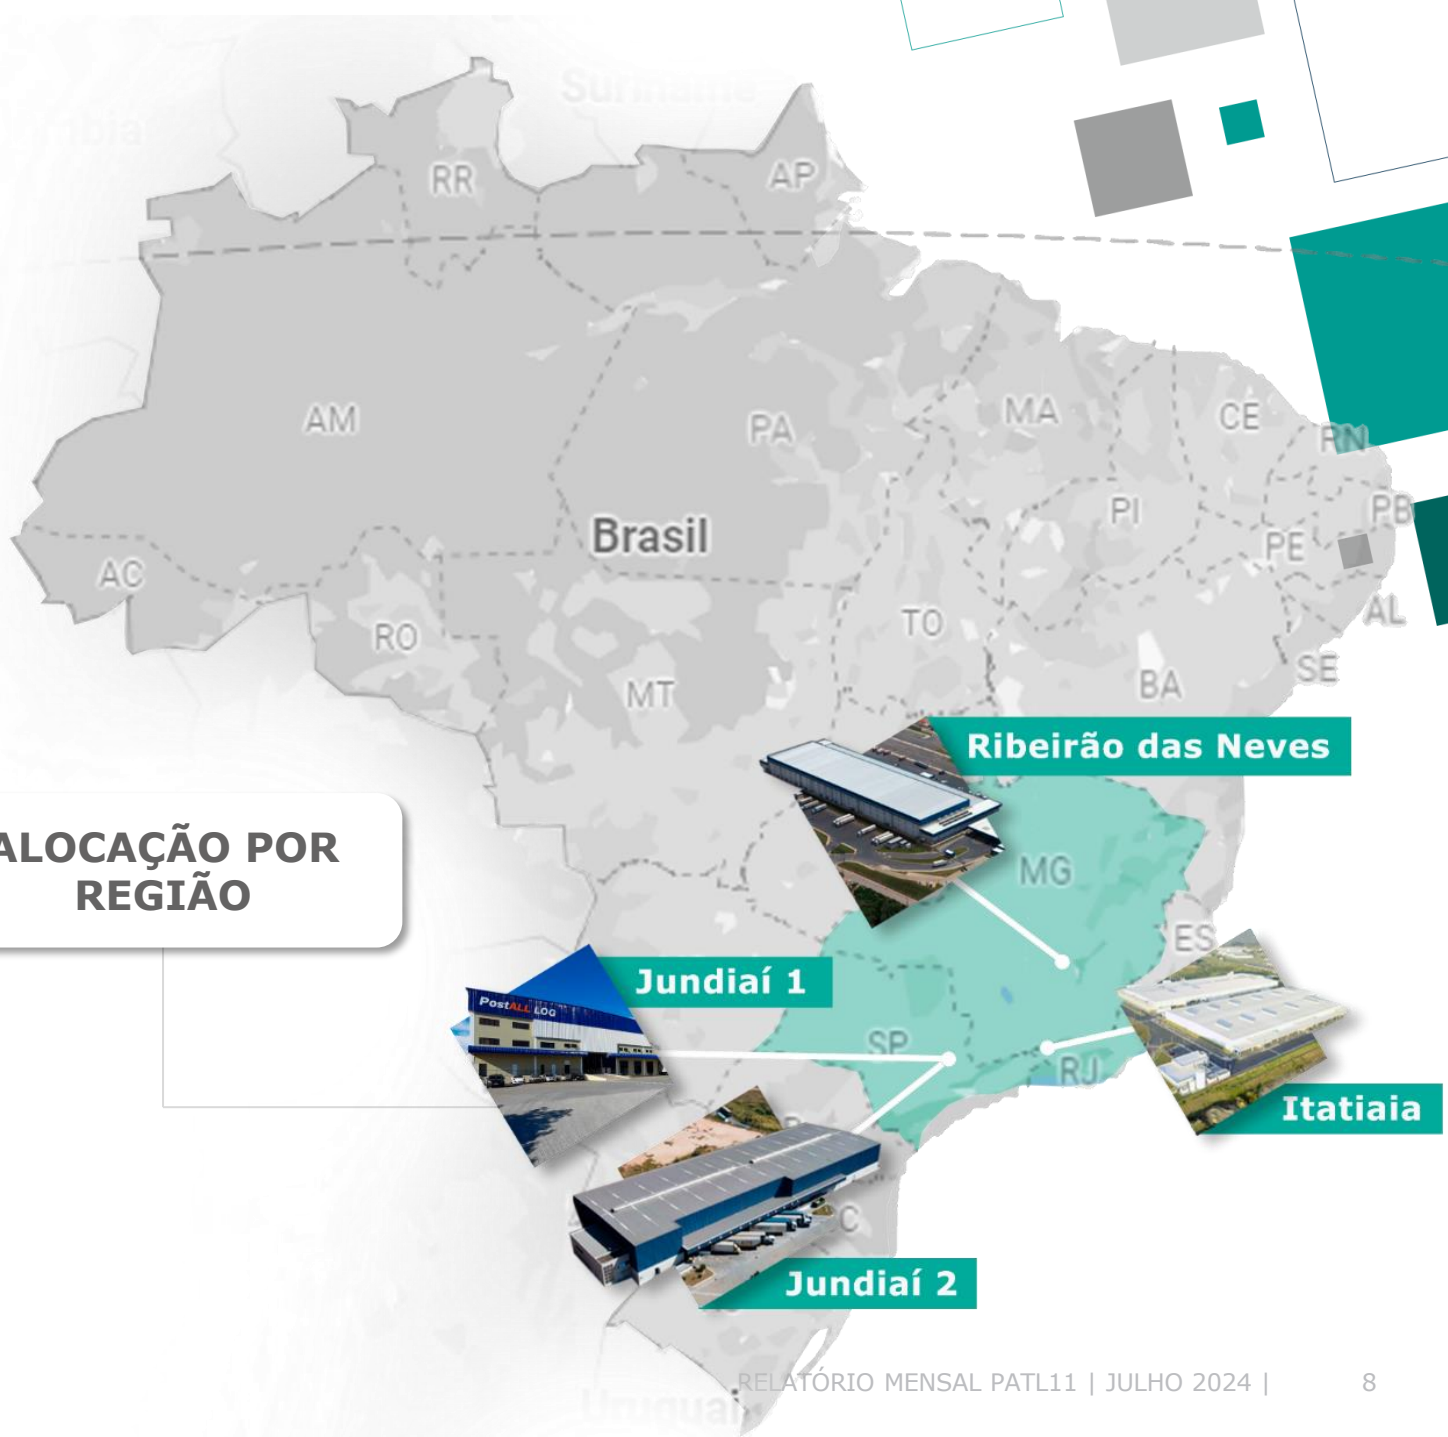 Suriname
RR
AP
AM
PA
MA
CE
RN
PI
PB
Brasil
PE
AC
AL
TO
RO
SE
BA
MT
Ribeirão das Neves
ALOCAÇÃO POR
REGIÃO
MG
ES
Jundiaí 1
PostALL LOG
SP
RJ
Itatiaia
Jundiaí 2
RELATÓRIO MENSAL PATL11 | JULHO 2024 |
8
Uruguai